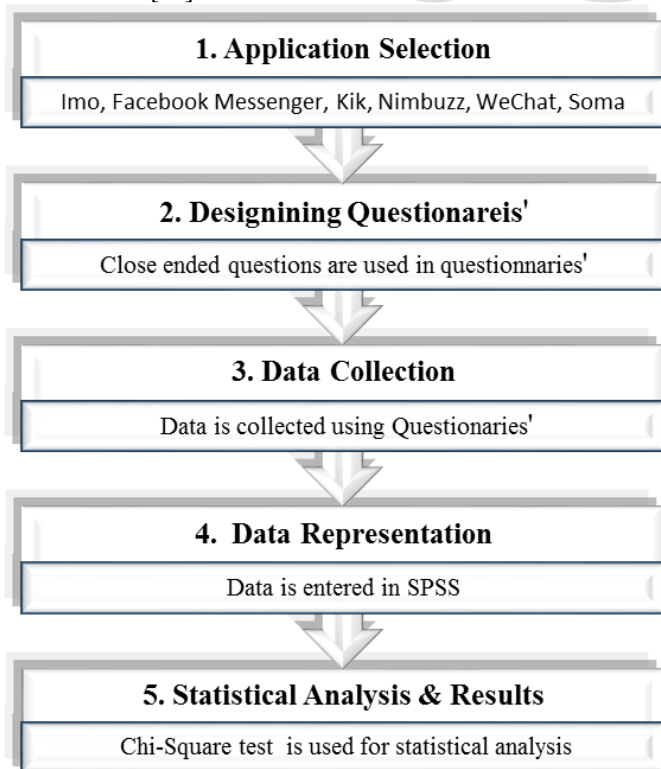 1. Application Selection
Imo, Facebook Messenger, Kik, Nimbuzz, WeChat, Soma
2. Designining Questionareis'
Close ended questions are used in questionnaries'
3. Data Collection
Data is collected using Questionaries'
4. Data Representation
Data is entered in SPSS
5. Statistical Analysis & Results
Chi-Square test is used for statistical analysis